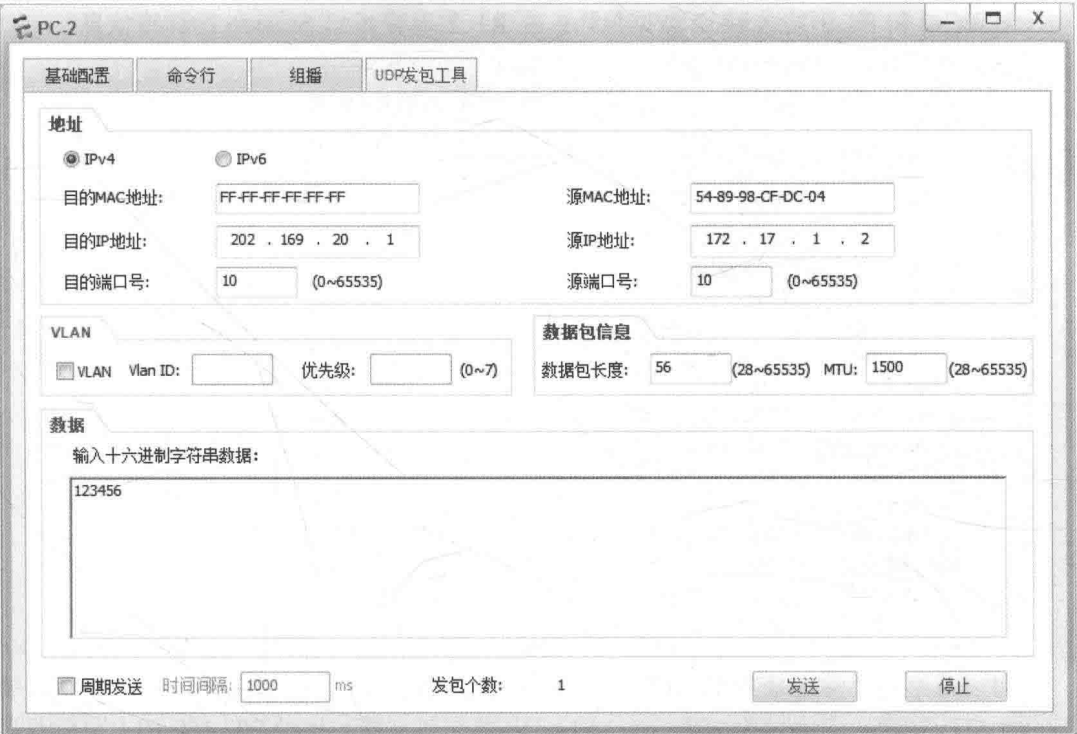 PC-2
X
基础配置 命令行 组播 UDP发包工具
地址
IPv4 IPv6
目的MAC地址: FF-FF-FF-FF-FF-FF 源MAC地址: 54-89-98-CF-DC-04
目的IP地址: 202 . 169 . 20 . 1 源IP地址: 172 . 17 . 1 . 2
目的端口号: 10 (0~65535) 源端口号: 10 (0~65535)
VLAN 数据包信息
VLAN Vlan ID: 优先级: (0~7) 数据包长度: 56 (28~65535) MTU: 1500 (28~65535)
数据
输入十六进制字符串数据:
123456
周期发送 时间间隔: 1000 ms 发包个数: 1 发送 停止